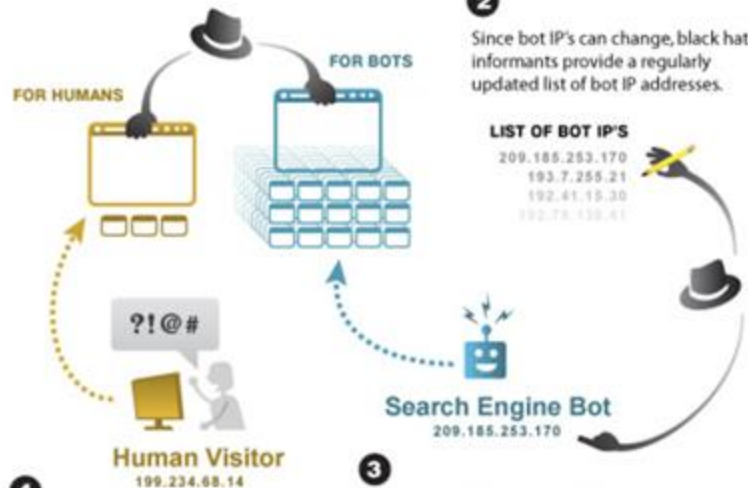 2
Since bot IP's can change, black hat
informants provide a regularly
updated list of bot IP addresses.
FOR BOTS
FOR HUMANS
LIST OF BOT IP'S
209.185.253.170
193.7.255.21
192.41.15.30
?!@#
Search Engine Bot
209.185.253.170
Human Visitor
199.234.68.14
3